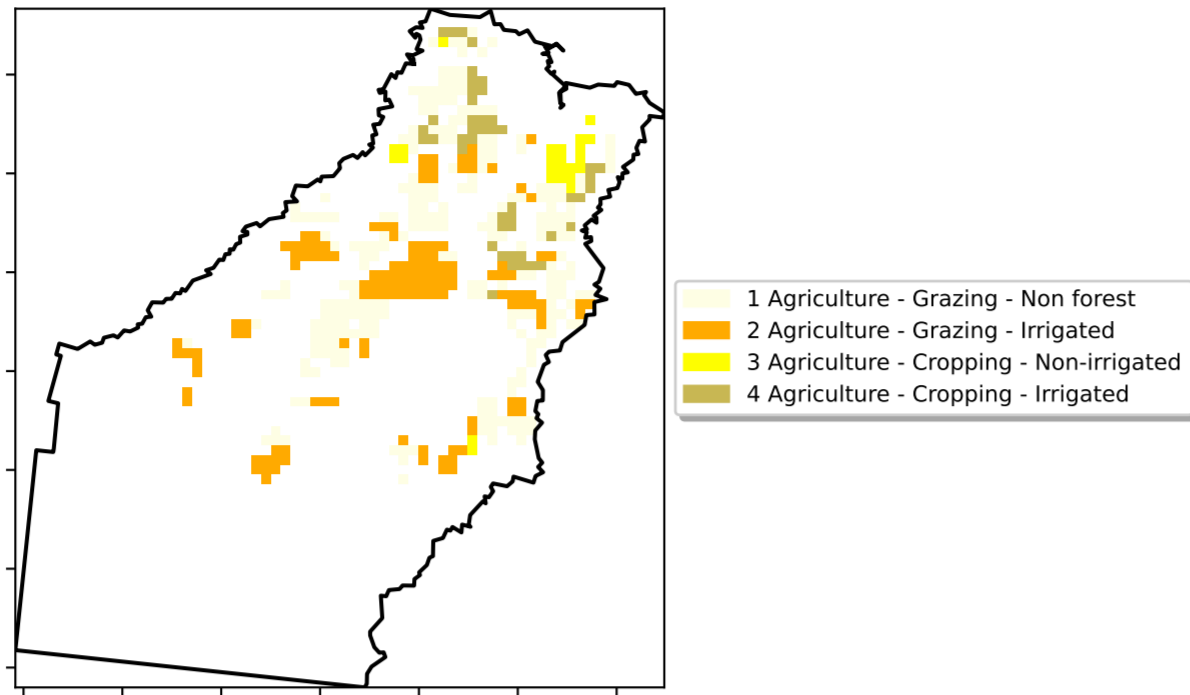 1 Agriculture - Grazing - Non forest
2 Agriculture - Grazing - Irrigated
3 Agriculture - Cropping - Non-irrigated
4 Agriculture - Cropping - Irrigated